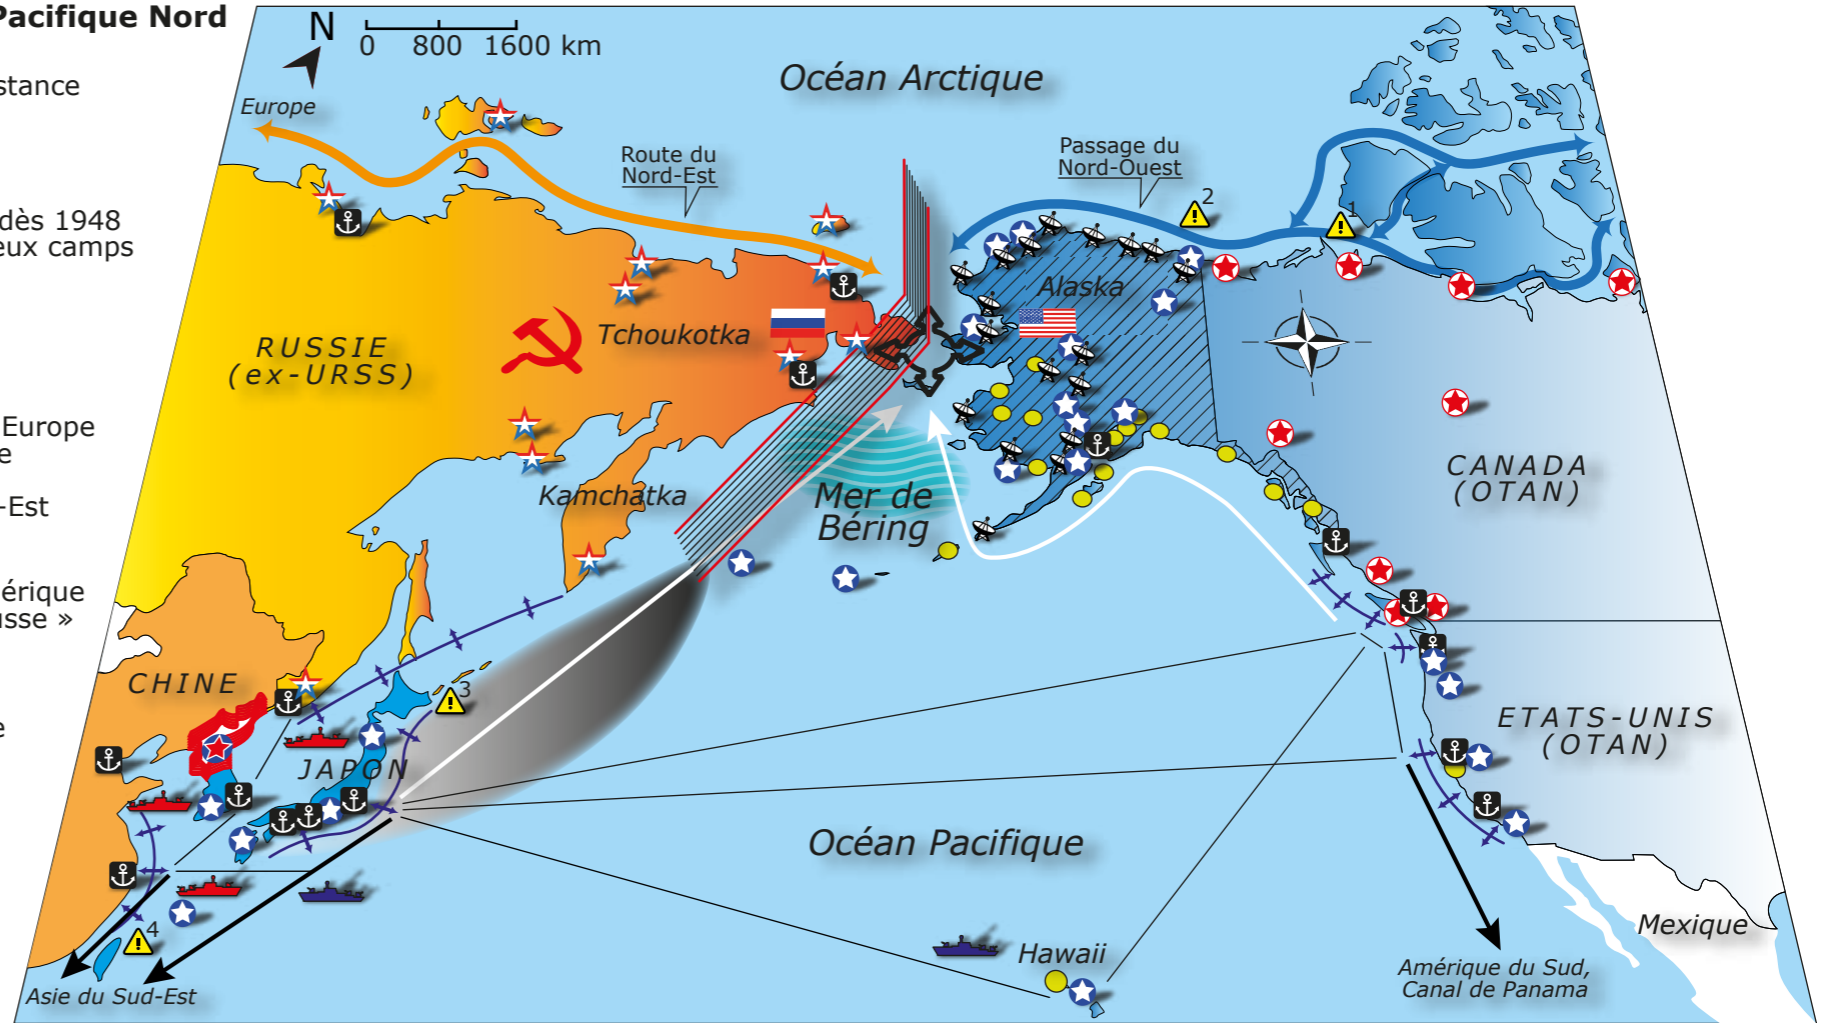 Pacifique Nord
stance
dès 1948
eux camps
Europe
e
-Est
érique
usse »
e
N
0 800 1600 km
Océan Arctique
Europe
Route du
Nord-Est
Passage du
Nord-Ouest
2
1
Alaska
Tchoukotka
RUSSIE
(ex-URSS)
Kamchatka
Mer de
Béring
CANADA
(OTAN)
CHINE
3
JAPON
ETATS-UNIS
(OTAN)
Océan Pacifique
4
Hawaii
Mexique
Asie du Sud-Est
Amérique du Sud,
Canal de Panama